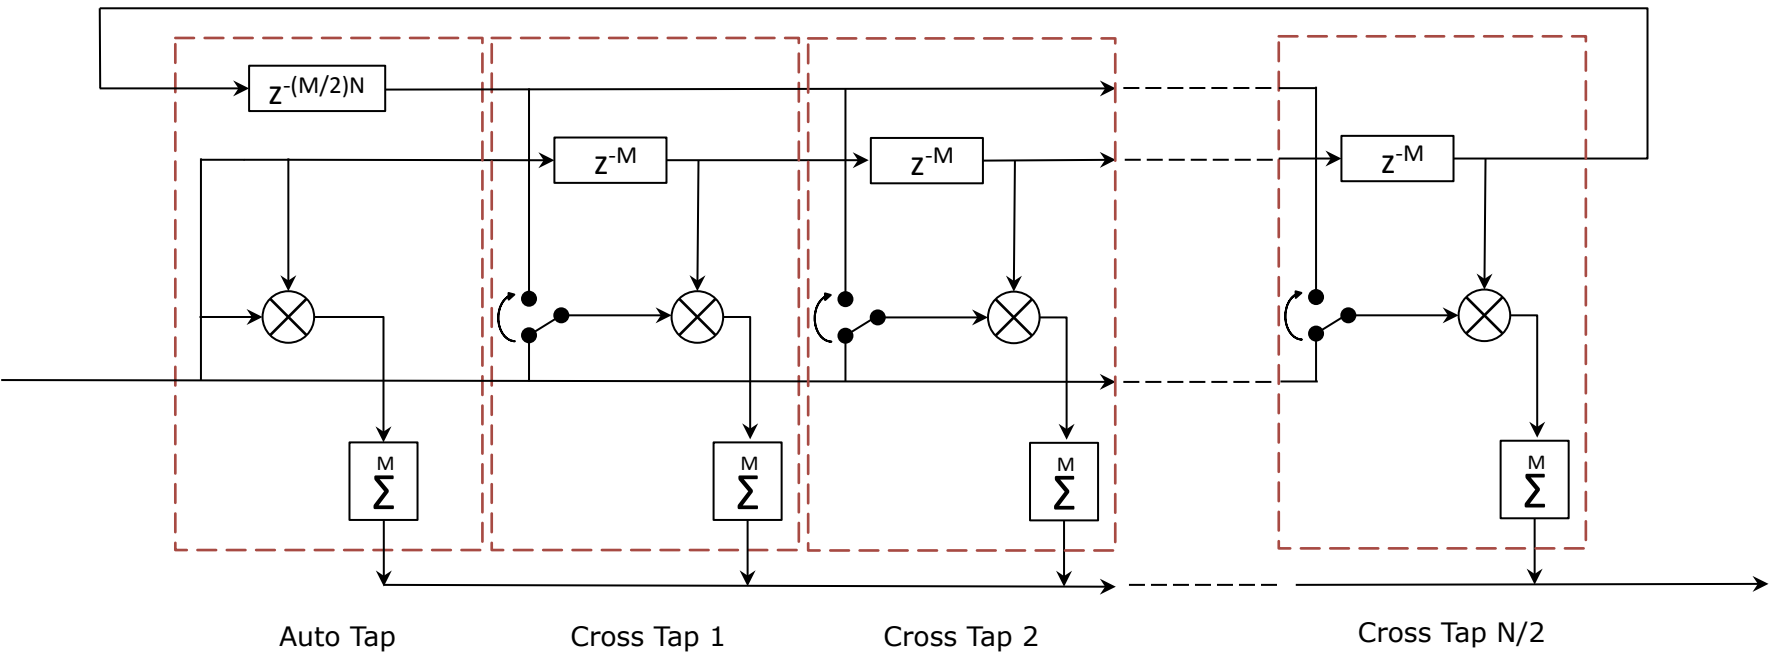 z-(M/2)N
z-M
z-M
z-M
M
Σ
M
Σ
M
Σ
M
Σ
Auto Tap
Cross Tap 1
Cross Tap 2
Cross Tap N/2